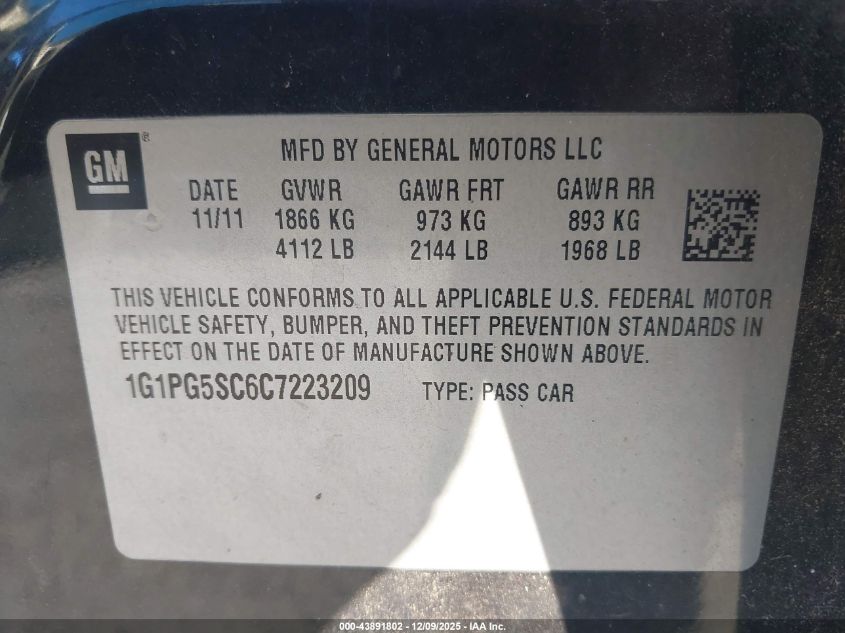 GM
®
MFD BY GENERAL MOTORS LLC
DATE GVWR GAWR FRT GAWR RR
11/11 1866 KG 973 KG 893 KG
4112 LB 2144 LB 1968 LB
THIS VEHICLE CONFORMS TO ALL APPLICABLE U.S. FEDERAL MOTOR
VEHICLE SAFETY, BUMPER, AND THEFT PREVENTION STANDARDS IN
EFFECT ON THE DATE OF MANUFACTURE SHOWN ABOVE.
1G1PG5SC6C7223209 TYPE: PASS CAR
000-43891802 - 12/09/2025 - IAA Inc.